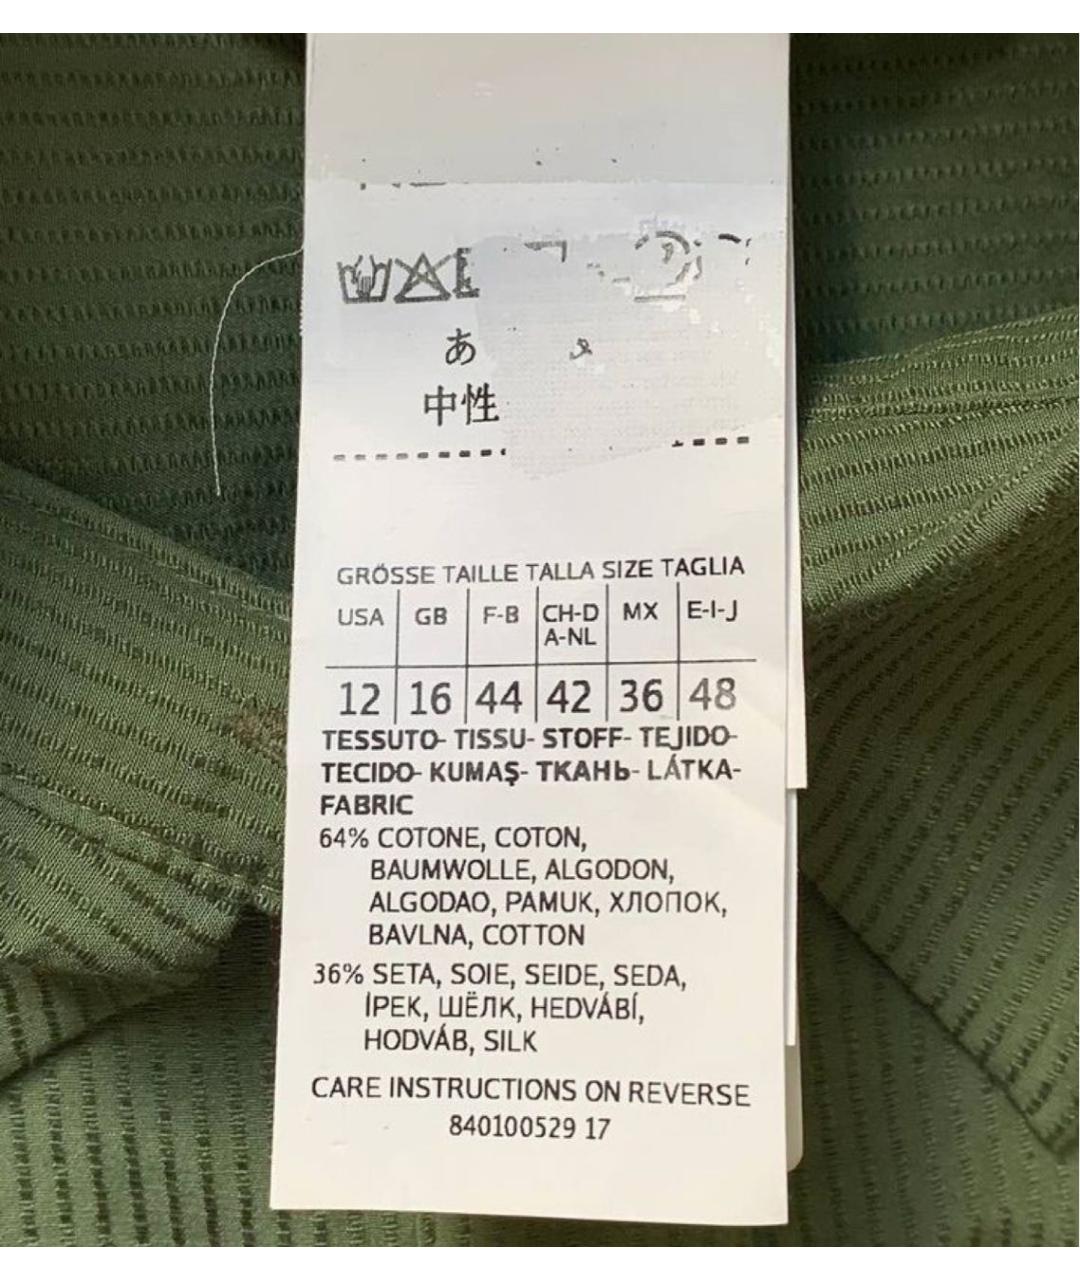 あ
中性
GRÖSSE TAILLE TALLA SIZE TAGLIA
USA GB F-B CH-D A-NL MX E-I-J
12 16 44 42 36 48
TESSUTO- TISSU- STOFF- TEJIDO-
TECIDO- KUMAŞ- ТКАНЬ- LÁTKA-
FABRIC
64% COTONE, COTON,
BAUMWOLLE, ALGODON,
ALGODAO, PAMUK, ХЛОПОК,
BAVLNA, COTTON
36% SETA, SOIE, SEIDE, SEDA,
İPEK, ШЁЛК, HEDVÁBÍ,
HODVÁB, SILK
CARE INSTRUCTIONS ON REVERSE
840100529 17